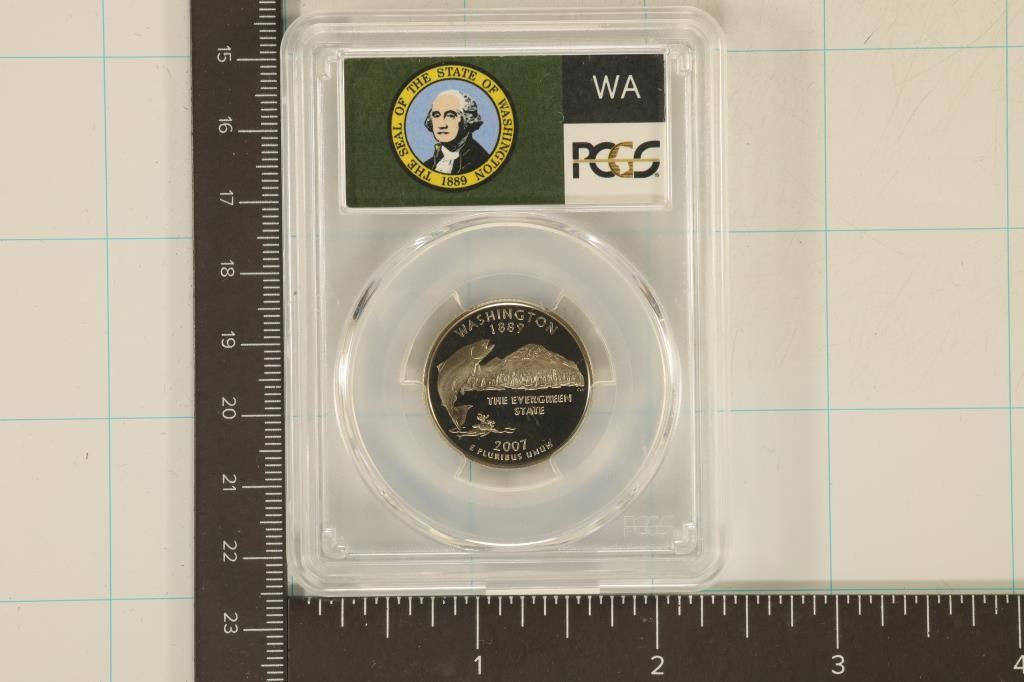 THE SEAL OF THE STATE OF WASHINGTON
1889
WA
PCGS
WASHINGTON
1889
THE EVERGREEN
STATE
2007
E PLURIBUS UNUM
PCGS
15
16
17
18
19
20
21
22
23
1 2 3 4